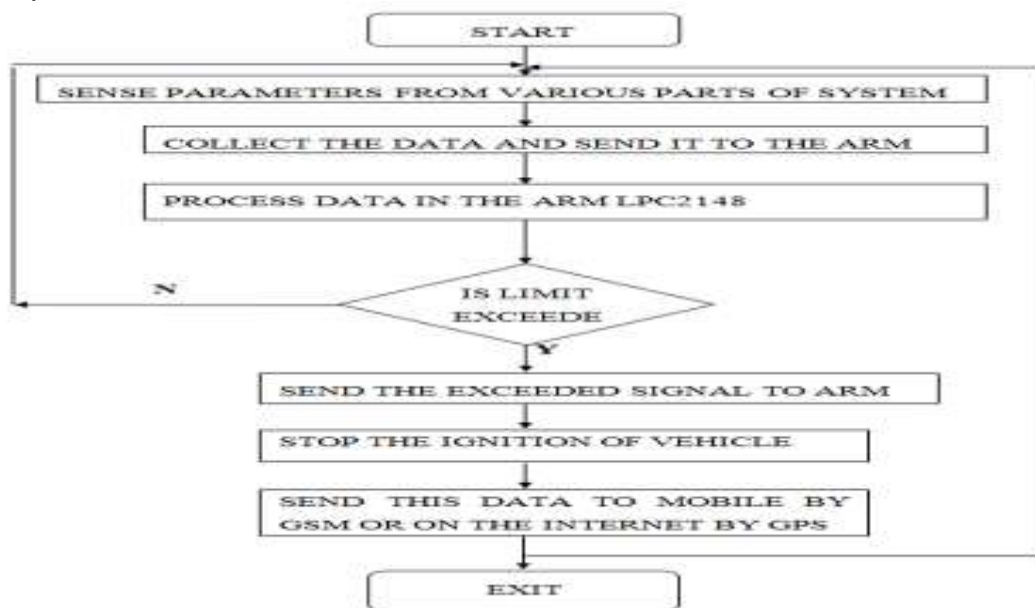 START
SENSE PARAMETERS FROM VARIOUS PARTS OF SYSTEM
COLLECT THE DATA AND SEND IT TO THE ARM
PROCESS DATA IN THE ARM LPC2148
N
IS LIMIT
EXCEEDE
Y
SEND THE EXCEEDED SIGNAL TO ARM
STOP THE IGNITION OF VEHICLE
SEND THIS DATA TO MOBILE BY
GSM OR ON THE INTERNET BY GPS
EXIT